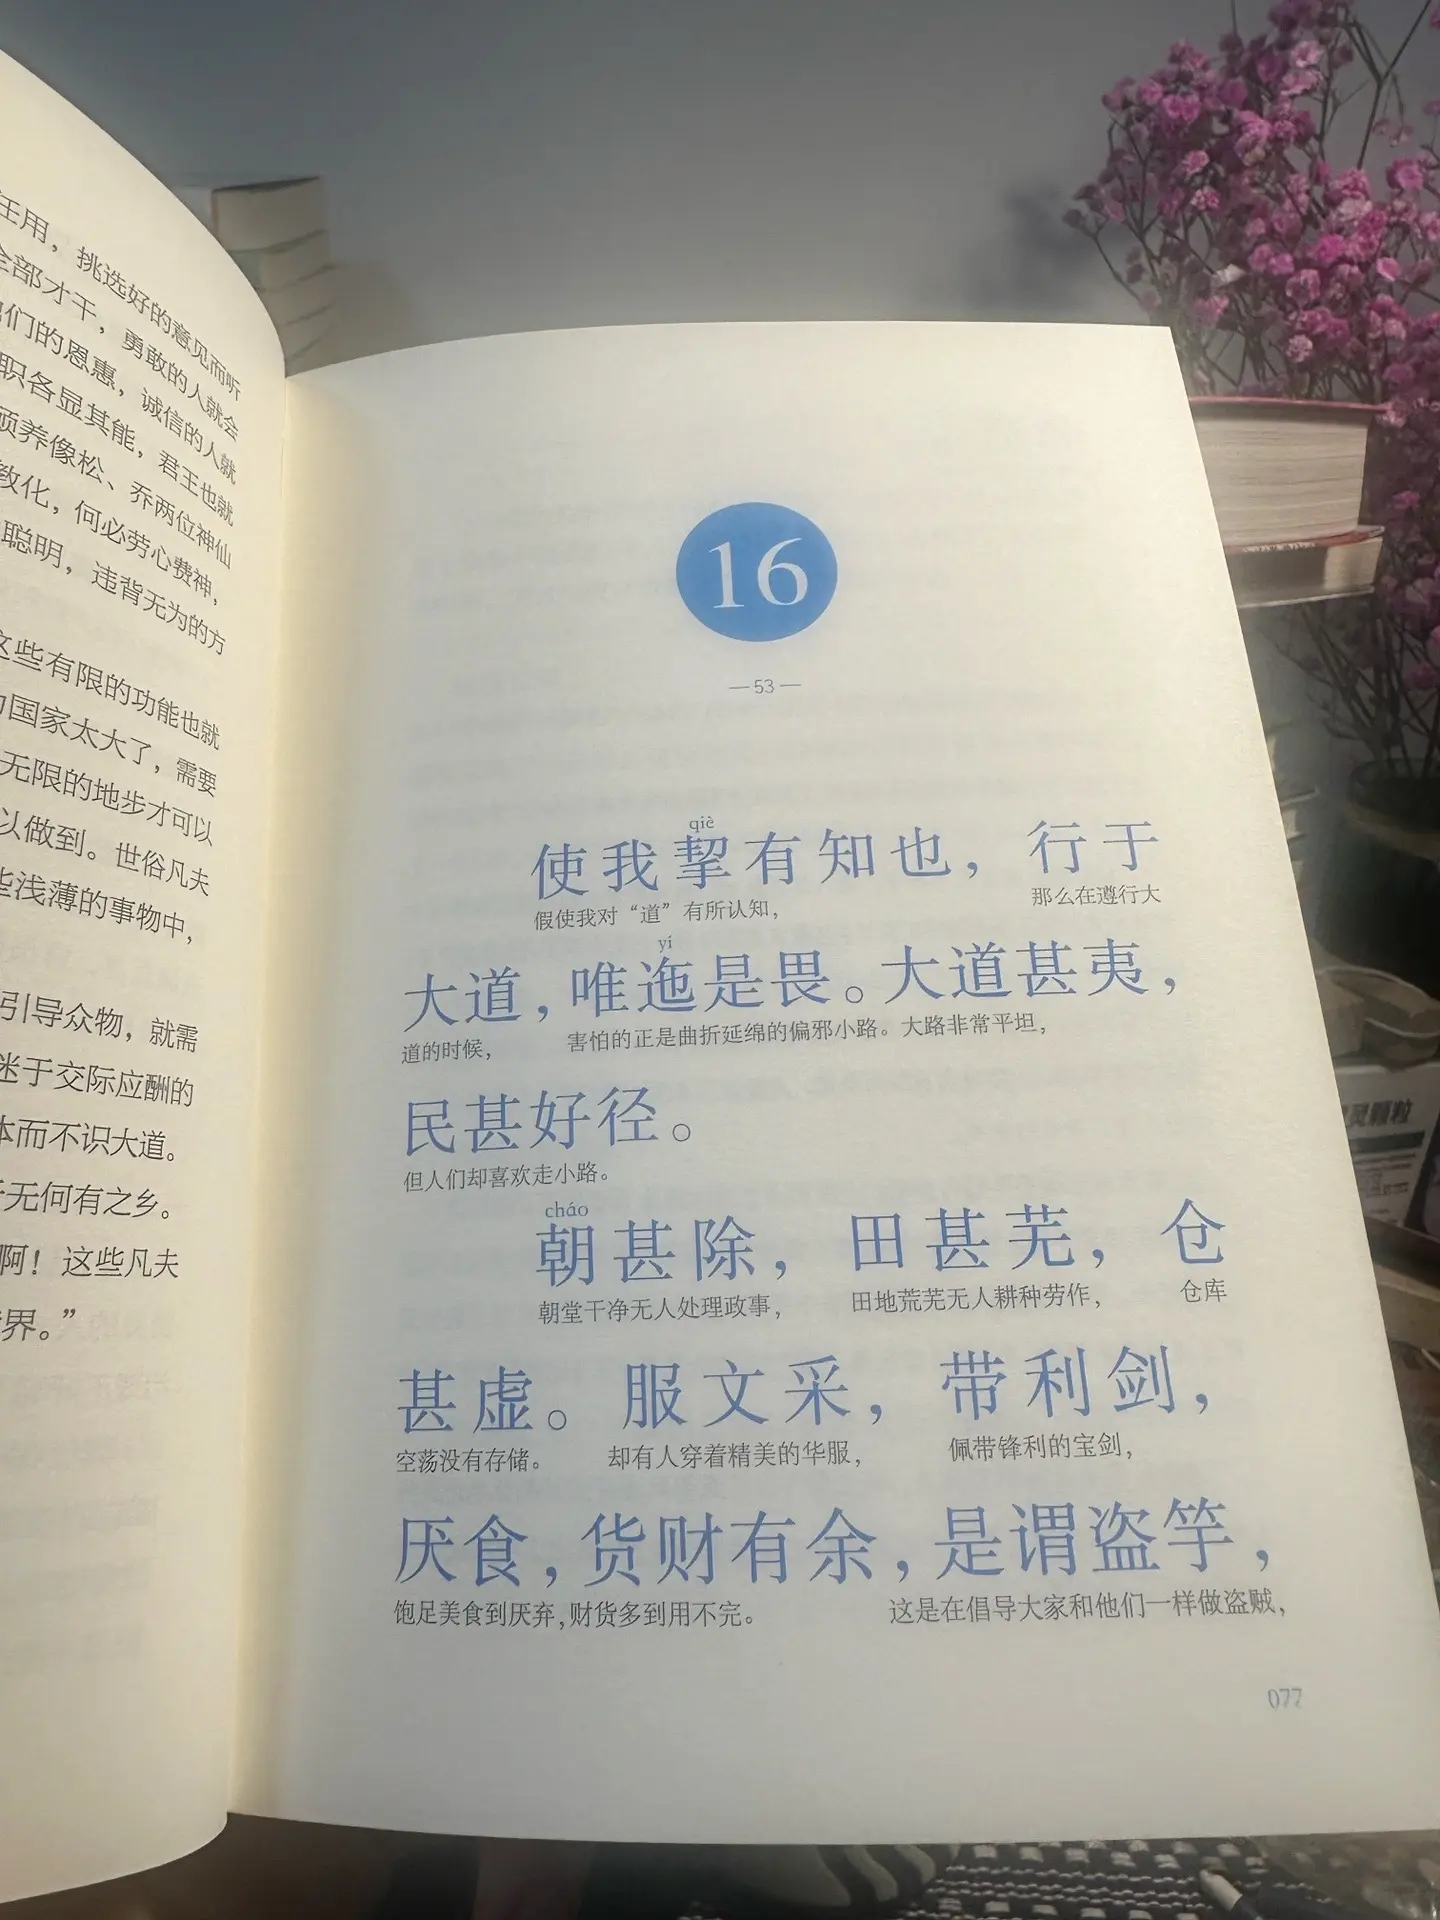 任用，挑选好的意见而听
全部才干，勇敢的人就会
他们的恩惠，诚信的人就
职各显其能，君王也就
颐养像松、乔两位神仙
教化，何必劳心费神，
聪明，违背无为的方
这些有限的功能也就
国家太大了，需要
无限的地步才可以
以做到。世俗凡夫
些浅薄的事物中，
引导众物，就需
迷于交际应酬的
本而不识大道。
于无何有之乡。
啊！这些凡夫
界。”
16
—53—
qiè
使我挈有知也，行于
假使我对“道”有所认知，那么在遵行大
yí
大道，唯迤是畏。大道甚夷，
道的时候，害怕的正是曲折延绵的偏邪小路。大路非常平坦，
民甚好径。
但人们却喜欢走小路。
cháo
朝甚除，田甚芜，仓
朝堂干净无人处理政事，田地荒芜无人耕种劳作，仓库
甚虚。服文采，带利剑，
空荡没有存储。却有人穿着精美的华服，佩带锋利的宝剑，
厌食，货财有余，是谓盗竽，
饱足美食到厌弃，财货多到用不完。这是在倡导大家和他们一样做盗贼，
077
灵颗粒